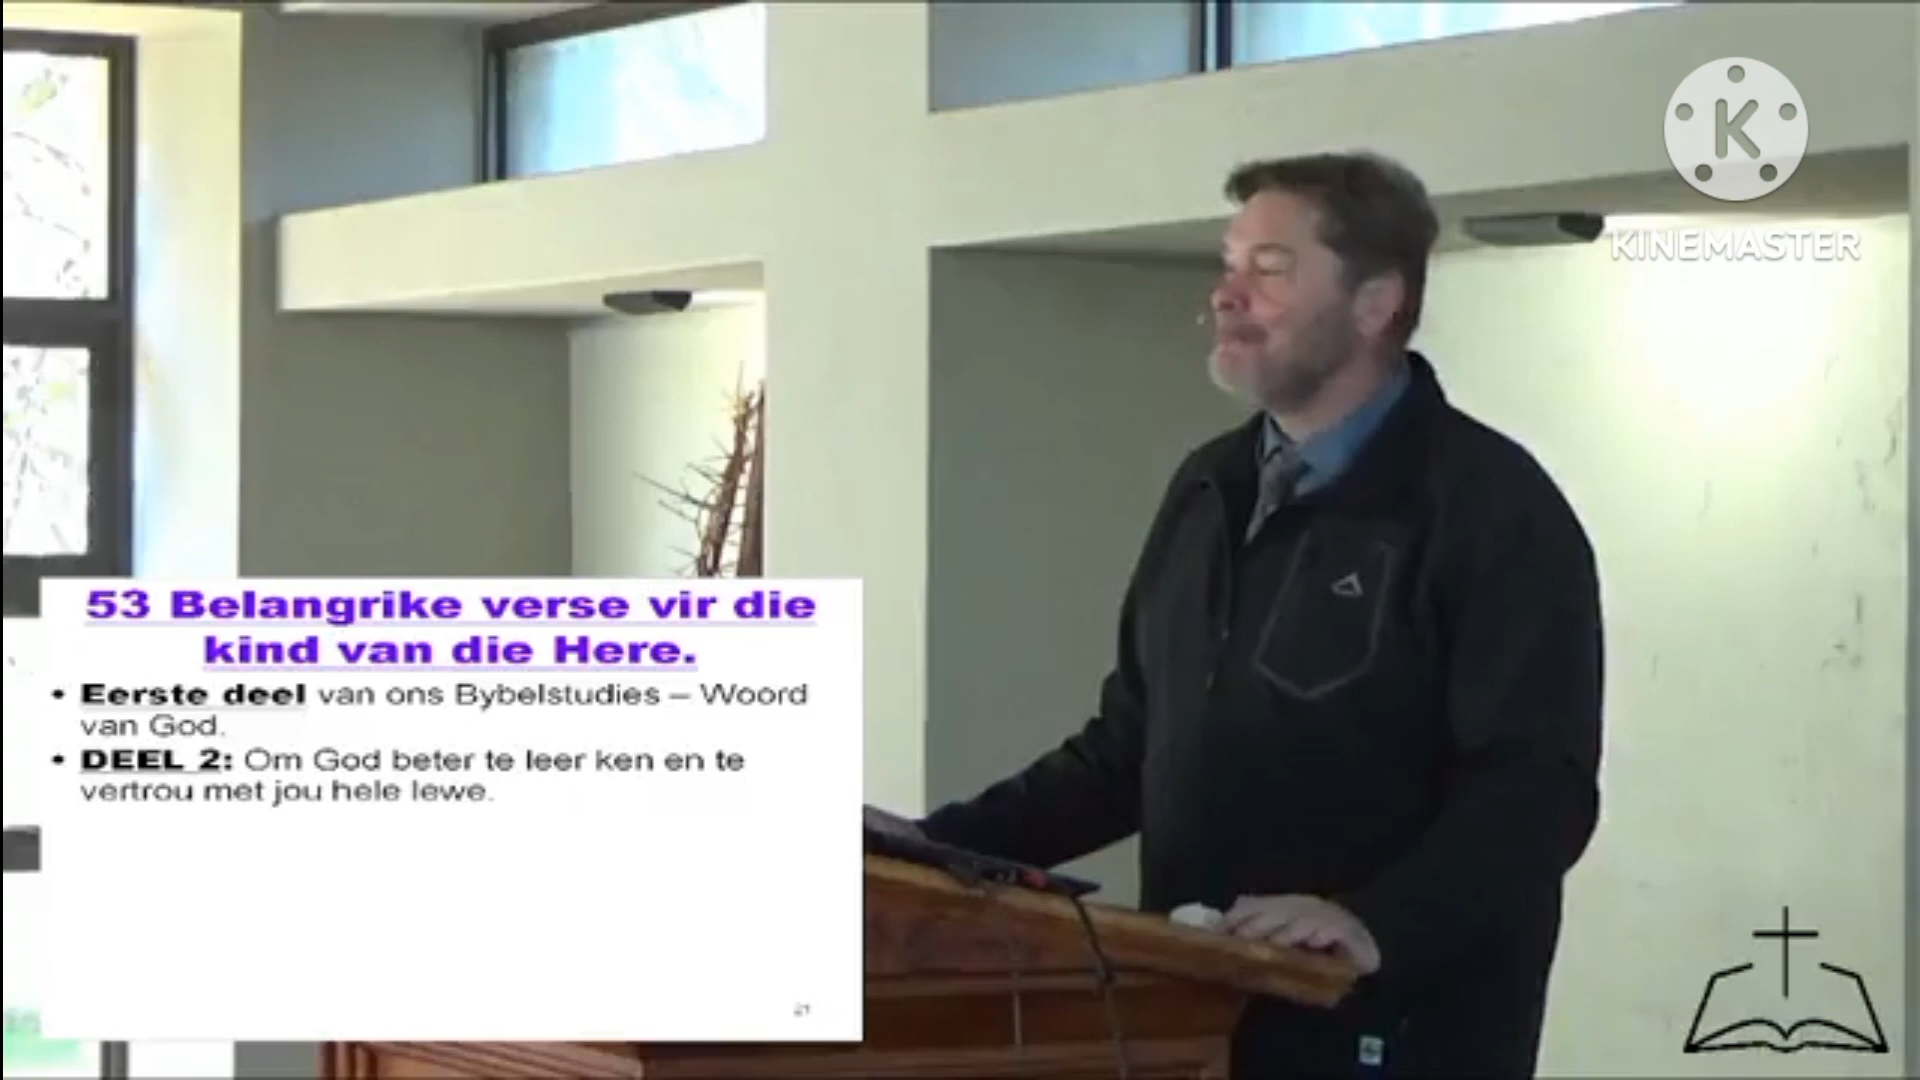 K
KINEMASTER
53 Belangrike verse vir die
kind van die Here.
• Eerste deel van ons Bybelstudies – Woord
van God.
• DEEL 2: Om God beter te leer ken en te
vertrou met jou hele lewe.